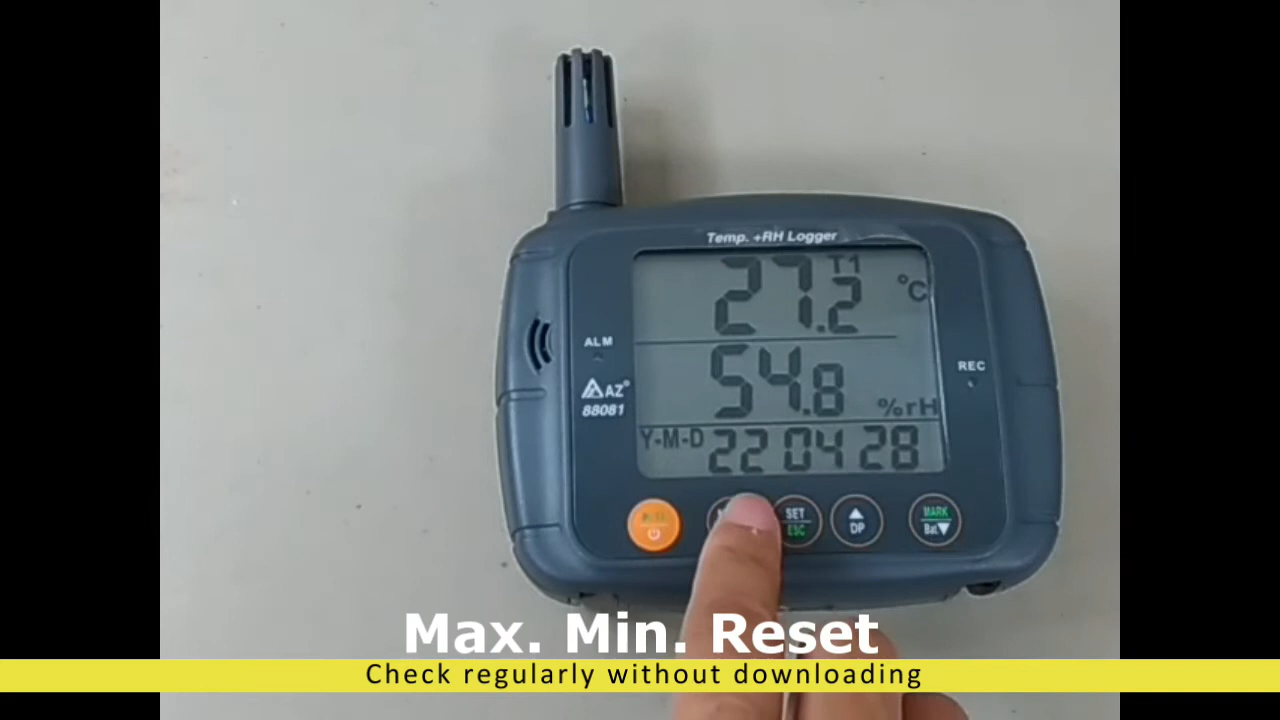 Temp. +RH Logger
T1
27.2 °C
ALM
54.8 %rH
REC
AZ®
88081
Y-M-D 22 04 28
SET
ESC
▲
DP
MARK
Bat▼
Max. Min. Reset
Check regularly without downloading